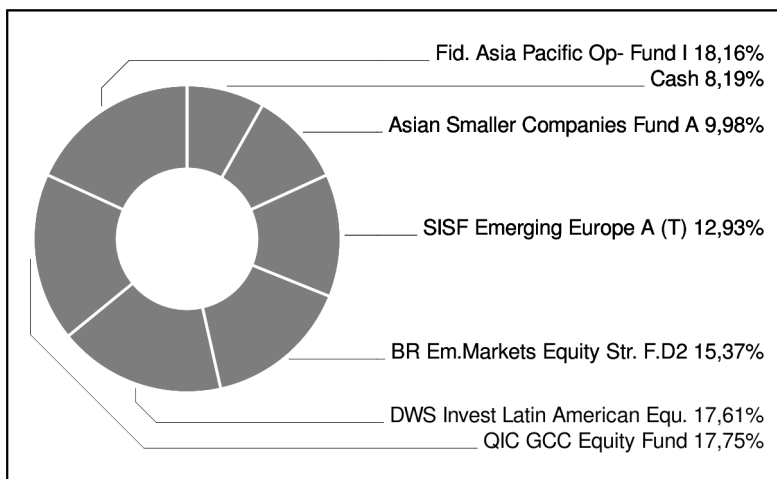 Fid. Asia Pacific Op- Fund I 18,16%
Cash 8,19%
Asian Smaller Companies Fund A 9,98%
SISF Emerging Europe A (T) 12,93%
BR Em.Markets Equity Str. F.D2 15,37%
DWS Invest Latin American Equ. 17,61%
QIC GCC Equity Fund 17,75%